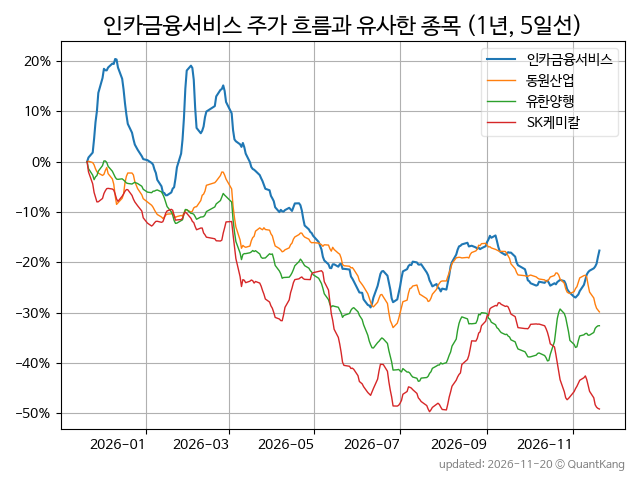 인카금융서비스 주가 흐름과 유사한 종목 (1년, 5일선)
인카금융서비스
동원산업
유한양행
SK케미칼
20%
10%
0%
−10%
−20%
−30%
−40%
−50%
2026-01
2026-03
2026-05
2026-07
2026-09
2026-11
updated: 2026-11-20 © QuantKang